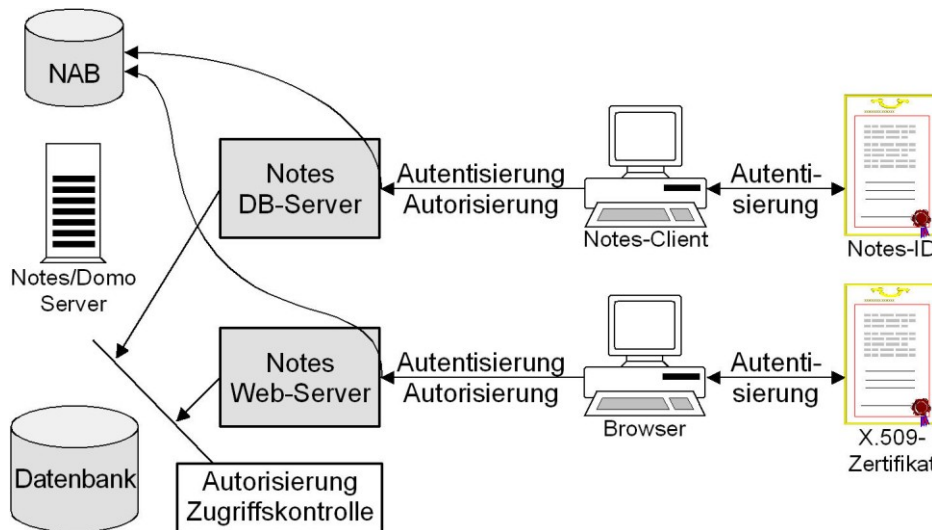 NAB
Notes
DB-Server
Autentisierung
Autorisierung
Notes-Client
Autenti-
sierung
Notes-ID
Notes/Domo
Server
Notes
Web-Server
Autentisierung
Autorisierung
Browser
Autenti-
sierung
X.509-
Zertifikat
Datenbank
Autorisierung
Zugriffskontrolle